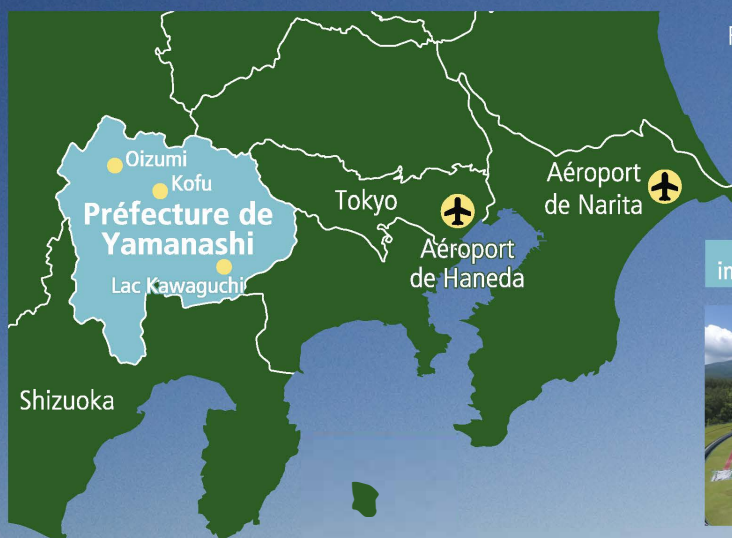 Oizumi
Kofu
Préfecture de
Yamanashi
Lac Kawaguchi
Tokyo
Aéroport
de Haneda
Aéroport
de Narita
Shizuoka